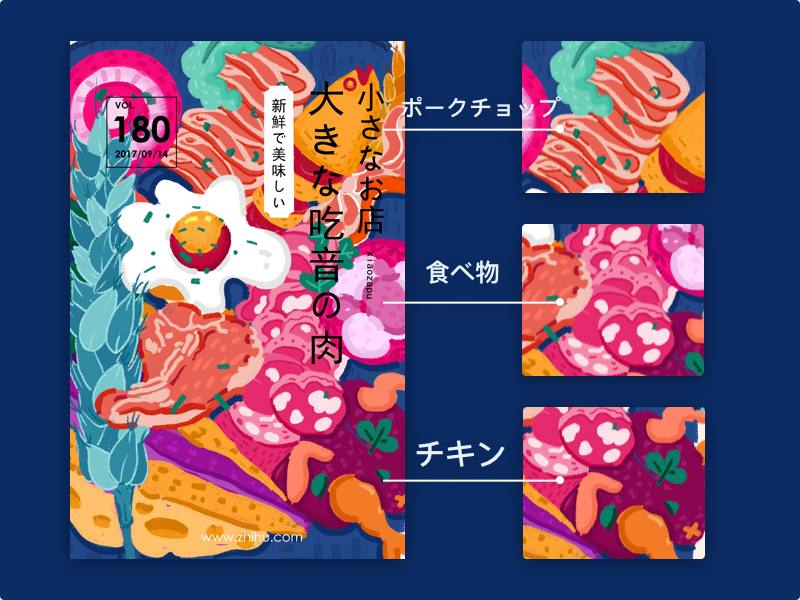 VOL
180
2017/09/14
新鮮で美味しい
小さなお店
大きな吃音の肉
xiaozapu
www.zhihu.com
ポークチョップ
食べ物
チキン